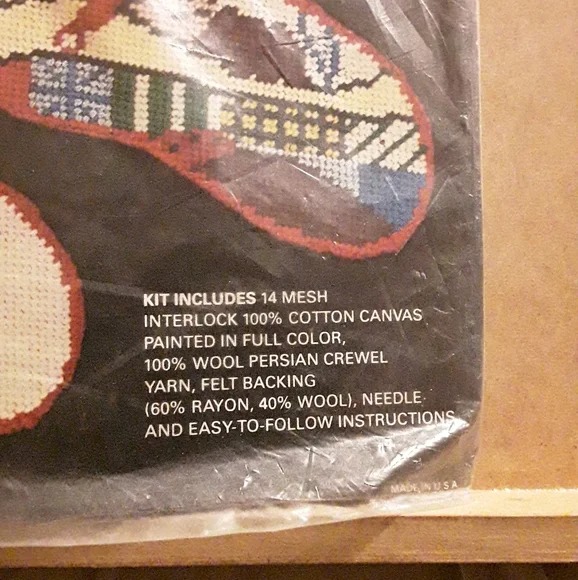 KIT INCLUDES 14 MESH
INTERLOCK 100% COTTON CANVAS
PAINTED IN FULL COLOR,
100% WOOL PERSIAN CREWEL
YARN, FELT BACKING
(60% RAYON, 40% WOOL), NEEDLE
AND EASY-TO-FOLLOW INSTRUCTIONS
MADE IN U S A